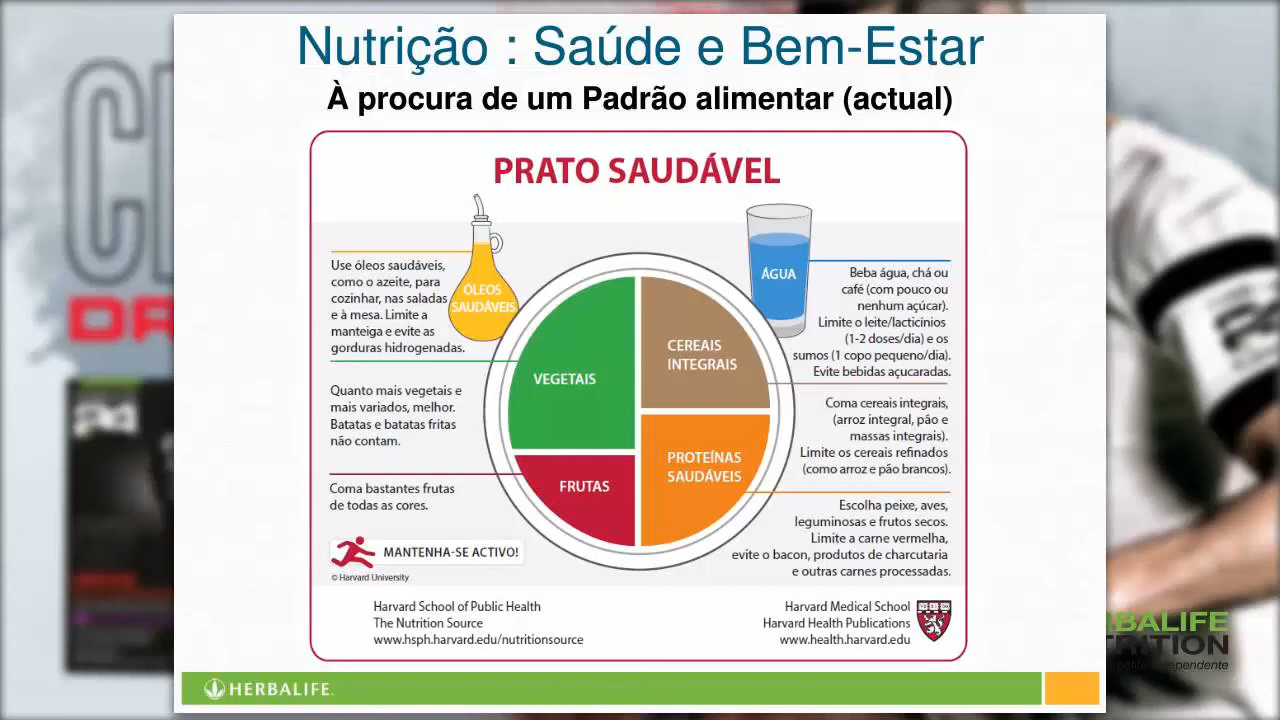 Nutrição : Saúde e Bem-Estar
À procura de um Padrão alimentar (actual)
PRATO SAUDÁVEL
Use óleos saudáveis,
como o azeite, para
cozinhar, nas saladas
e à mesa. Limite a
manteiga e evite as
gorduras hidrogenadas.
ÓLEOS
SAUDÁVEIS
Quanto mais vegetais e
mais variados, melhor.
Batatas e batatas fritas
não contam.
Coma bastantes frutas
de todas as cores.
VEGETAIS
FRUTAS
CEREAIS
INTEGRAIS
PROTEÍNAS
SAUDÁVEIS
ÁGUA
Beba água, chá ou
café (com pouco ou
nenhum açúcar).
Limite o leite/lacticínios
(1-2 doses/dia) e os
sumos (1 copo pequeno/dia).
Evite bebidas açucaradas.
Coma cereais integrais,
(arroz integral, pão e
massas integrais).
Limite os cereais refinados
(como arroz e pão brancos).
Escolha peixe, aves,
leguminosas e frutos secos.
Limite a carne vermelha,
evite o bacon, produtos de charcutaria
e outras carnes processadas.
MANTENHA-SE ACTIVO!
© Harvard University
Harvard School of Public Health
The Nutrition Source
www.hsph.harvard.edu/nutritionsource
Harvard Medical School
Harvard Health Publications
www.health.harvard.edu
HERBALIFE.